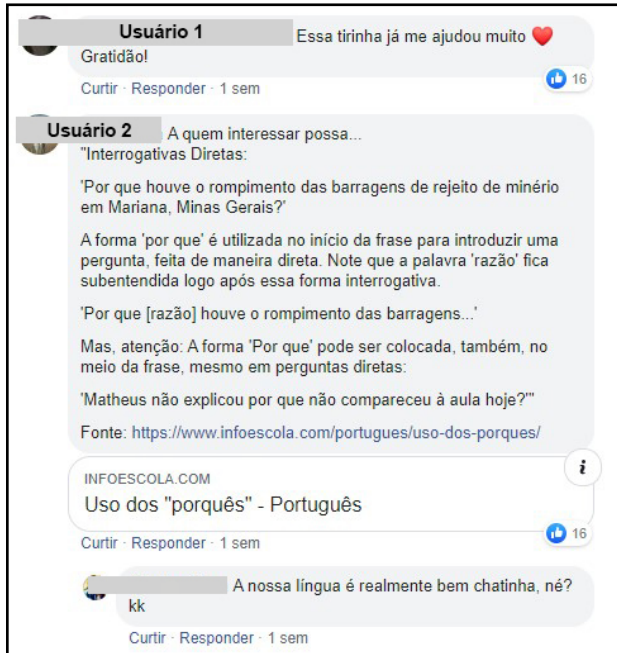 Usuário 1 Essa tirinha já me ajudou muito ❤️
Gratidão!
Curtir · Responder · 1 sem
16
Usuário 2 A quem interessar possa...
"Interrogativas Diretas:
'Por que houve o rompimento das barragens de rejeito de minério
em Mariana, Minas Gerais?'
A forma 'por que' é utilizada no início da frase para introduzir uma
pergunta, feita de maneira direta. Note que a palavra 'razão' fica
subentendida logo após essa forma interrogativa.
'Por que [razão] houve o rompimento das barragens...'
Mas, atenção: A forma 'Por que' pode ser colocada, também, no
meio da frase, mesmo em perguntas diretas:
'Matheus não explicou por que não compareceu à aula hoje?'"
Fonte: https://www.infoescola.com/portugues/uso-dos-porques/
i
INFOESCOLA.COM
Uso dos "porquês" - Português
16
Curtir · Responder · 1 sem
A nossa língua é realmente bem chatinha, né?
kk
Curtir · Responder · 1 sem